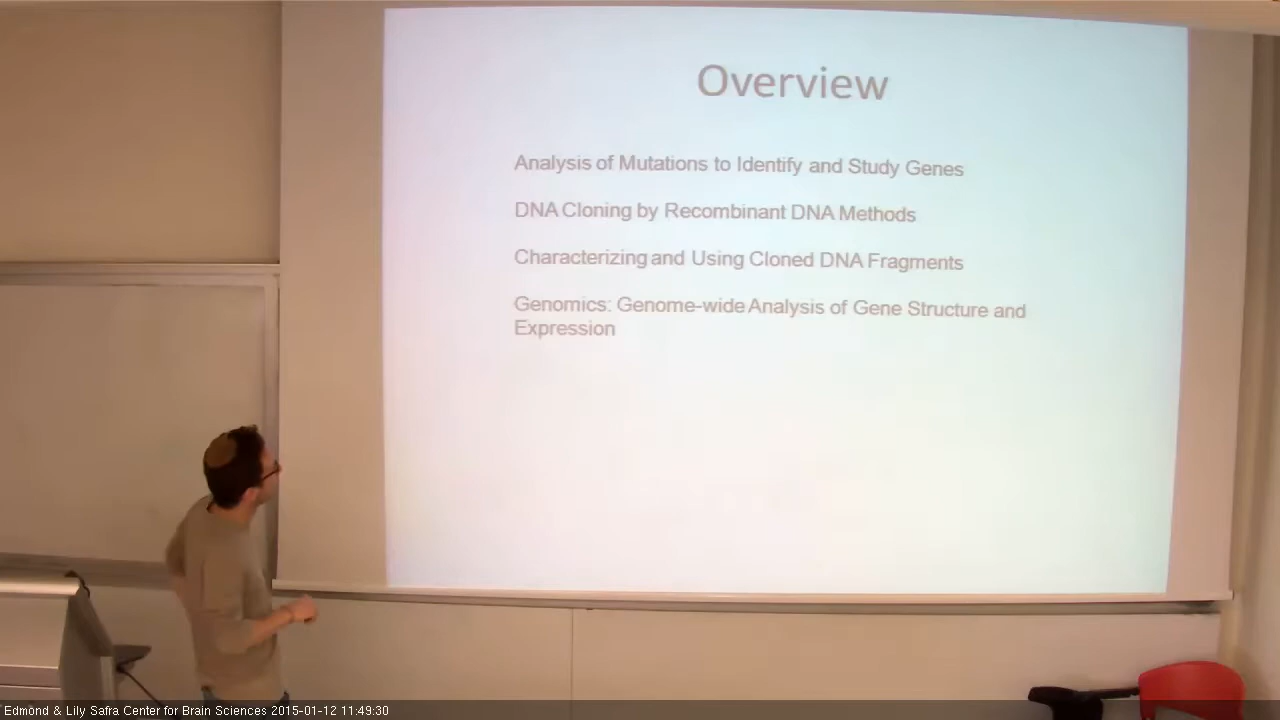 Overview
Analysis of Mutations to Identify and Study Genes
DNA Cloning by Recombinant DNA Methods
Characterizing and Using Cloned DNA Fragments
Genomics: Genome-wide Analysis of Gene Structure and
Expression
Edmond & Lily Safra Center for Brain Sciences 2015-01-12 11:49:30